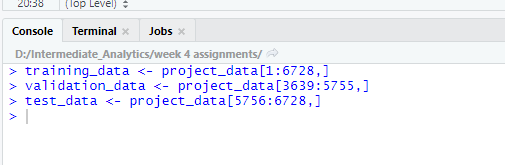 20:38 (Top Level)
Console Terminal Jobs
D:/Intermediate_Analytics/week 4 assignments/
> training_data <- project_data[1:6728,]
> validation_data <- project_data[3639:5755,]
> test_data <- project_data[5756:6728,]
>